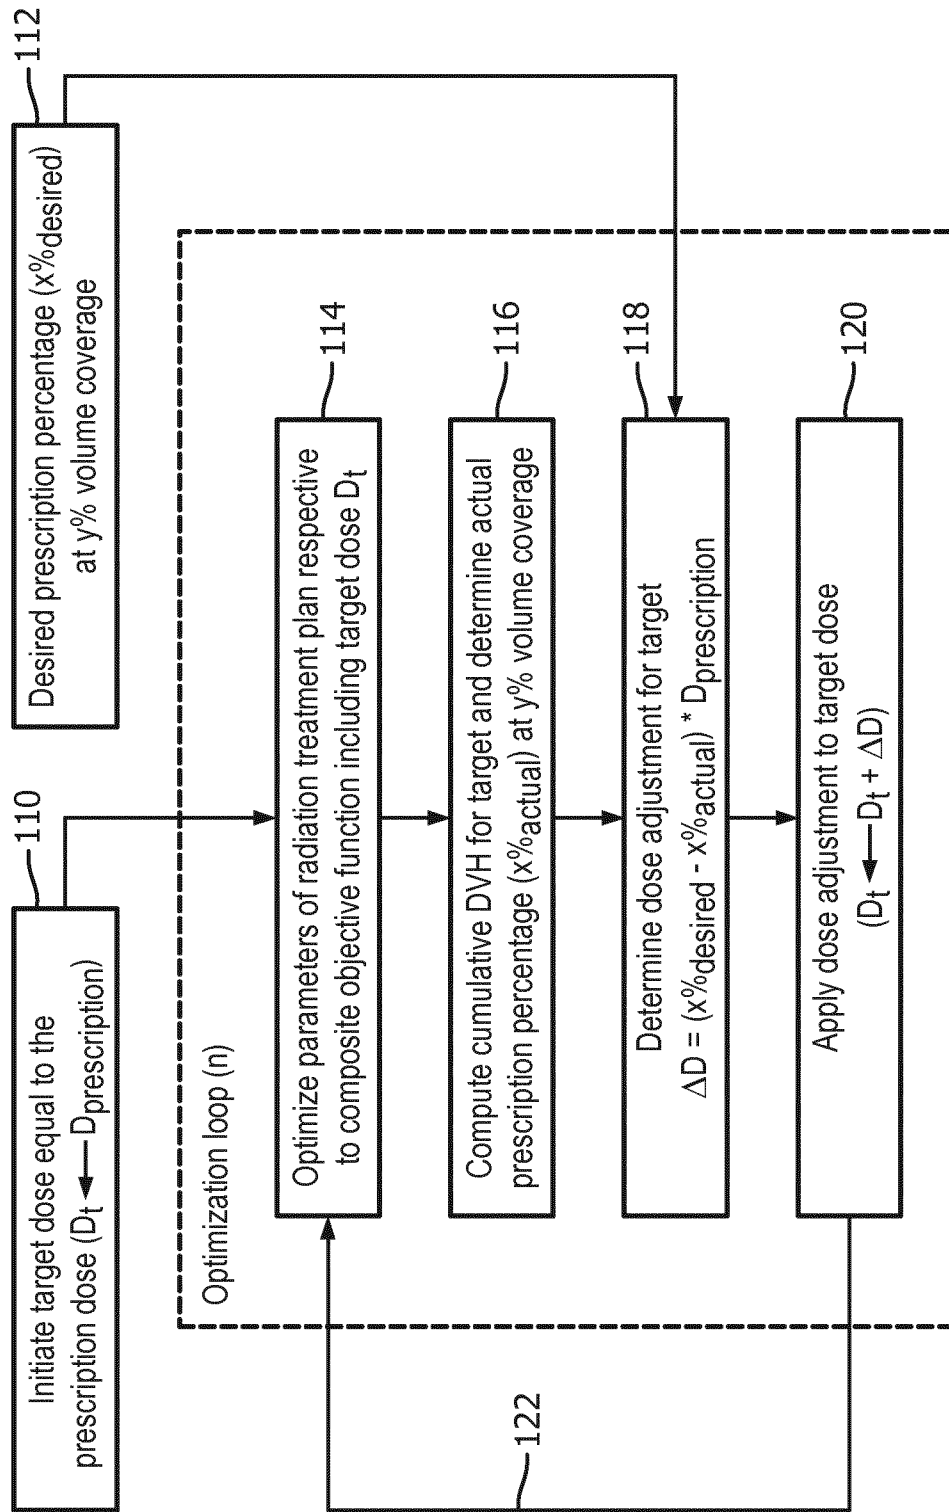 110
Initiate target dose equal to the
prescription dose (Dt ← Dprescription)
112
Desired prescription percentage (x%desired)
at y% volume coverage
Optimization loop (n)
114
Optimize parameters of radiation treatment plan respective
to composite objective function including target dose Dt
116
Compute cumulative DVH for target and determine actual
prescription percentage (x%actual) at y% volume coverage
118
Determine dose adjustment for target
ΔD = (x%desired - x%actual) * Dprescription
120
Apply dose adjustment to target dose
(Dt ← Dt + ΔD)
122